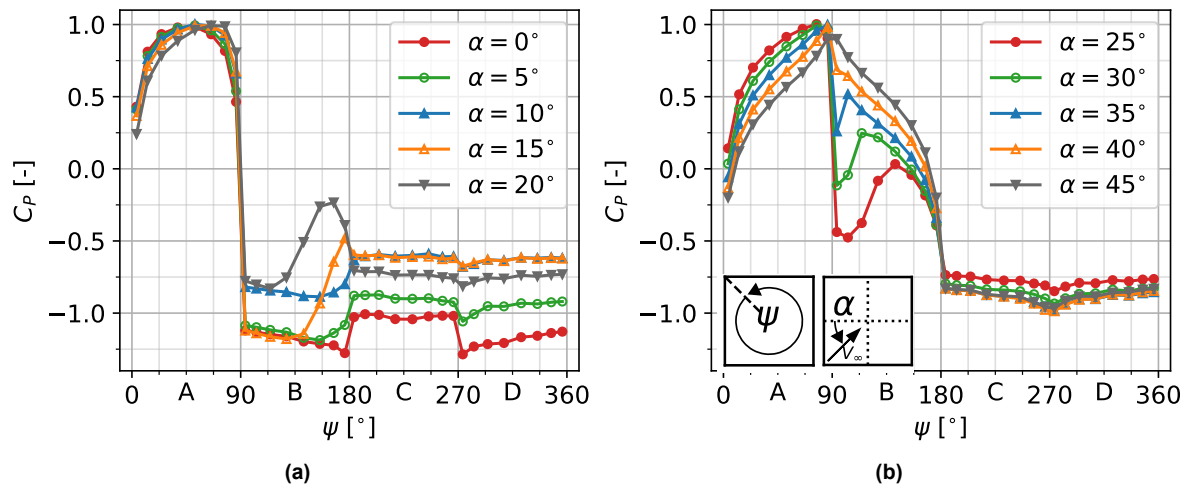 1.0
0.5
0.0
−0.5
−1.0
C_P [-]
0 A 90 B 180 C 270 D 360
ψ [°]
α = 0°
α = 5°
α = 10°
α = 15°
α = 20°
(a)
1.0
0.5
0.0
−0.5
−1.0
C_P [-]
0 A 90 B 180 C 270 D 360
ψ [°]
α = 25°
α = 30°
α = 35°
α = 40°
α = 45°
ψ
α
V∞
(b)